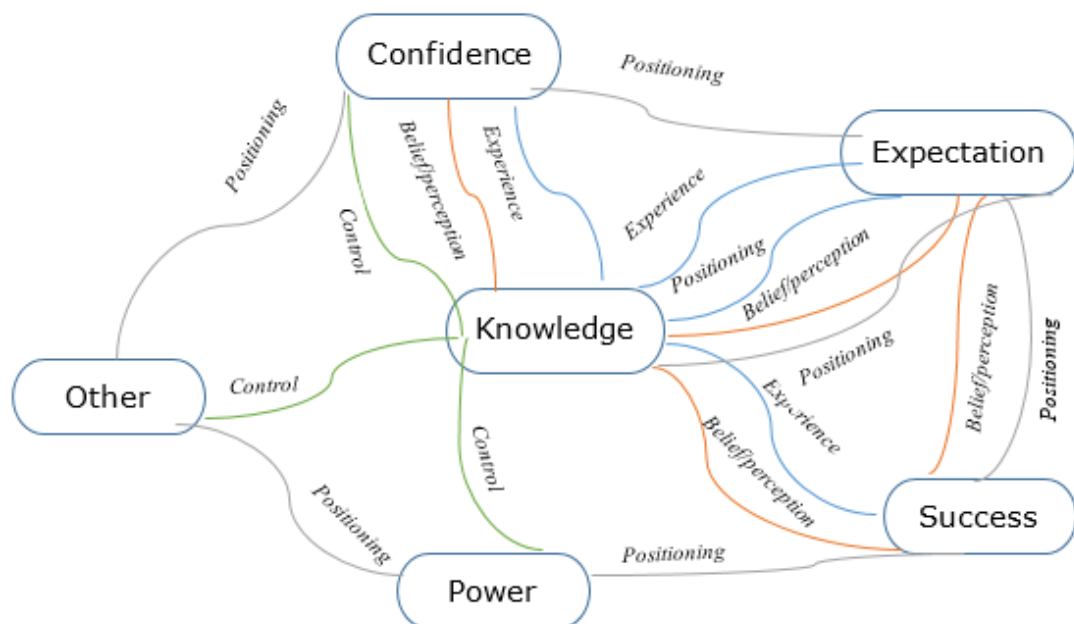 Confidence
Positioning
Positioning
Expectation
Belief/perception
Experience
Control
Experience
Positioning
Belief/perception
Knowledge
Positioning
Belief/perception
Positioning
Other
Control
Experience
Belief/perception
Control
Positioning
Success
Positioning
Power